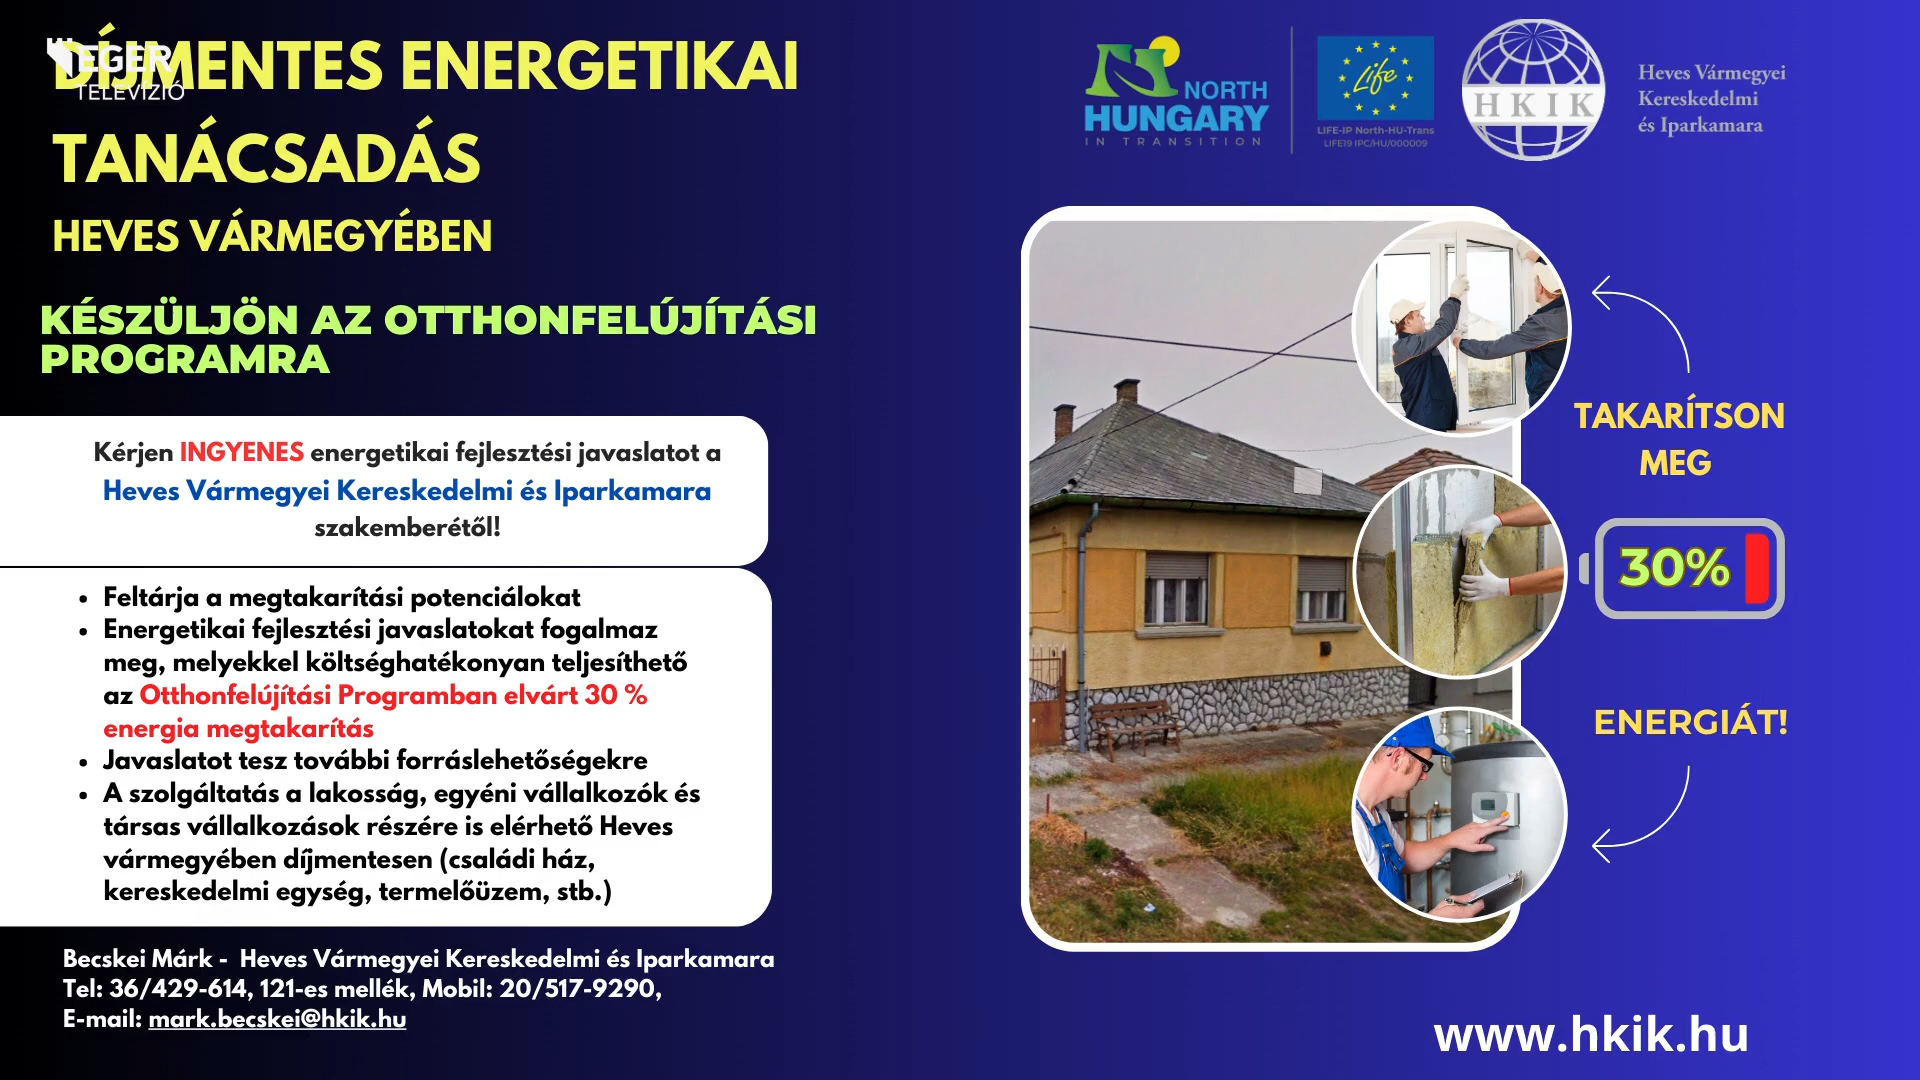 EGER
TELEVÍZIÓ
DÍJMENTES ENERGETIKAI
TANÁCSADÁS
HEVES VÁRMEGYÉBEN
KÉSZÜLJÖN AZ OTTHONFELÚJÍTÁSI
PROGRAMRA
Kérjen INGYENES energetikai fejlesztési javaslatot a
Heves Vármegyei Kereskedelmi és Iparkamara
szakemberétől!
• Feltárja a megtakarítási potenciálokat
• Energetikai fejlesztési javaslatokat fogalmaz
meg, melyekkel költséghatékonyan teljesíthető
az Otthonfelújítási Programban elvárt 30 %
energia megtakarítás
• Javaslatot tesz további forráslehetőségekre
• A szolgáltatás a lakosság, egyéni vállalkozók és
társas vállalkozások részére is elérhető Heves
vármegyében díjmentesen (családi ház,
kereskedelmi egység, termelőüzem, stb.)
Becskei Márk - Heves Vármegyei Kereskedelmi és Iparkamara
Tel: 36/429-614, 121-es mellék, Mobil: 20/517-9290,
E-mail: mark.becskei@hkik.hu
NORTH
HUNGARY
IN TRANSITION
Life
LIFE-IP North-HU-Trans
LIFE19 IPC/HU/000009
HKIK
Heves Vármegyei
Kereskedelmi
és Iparkamara
TAKARÍTSON
MEG
30%
ENERGIÁT!
www.hkik.hu